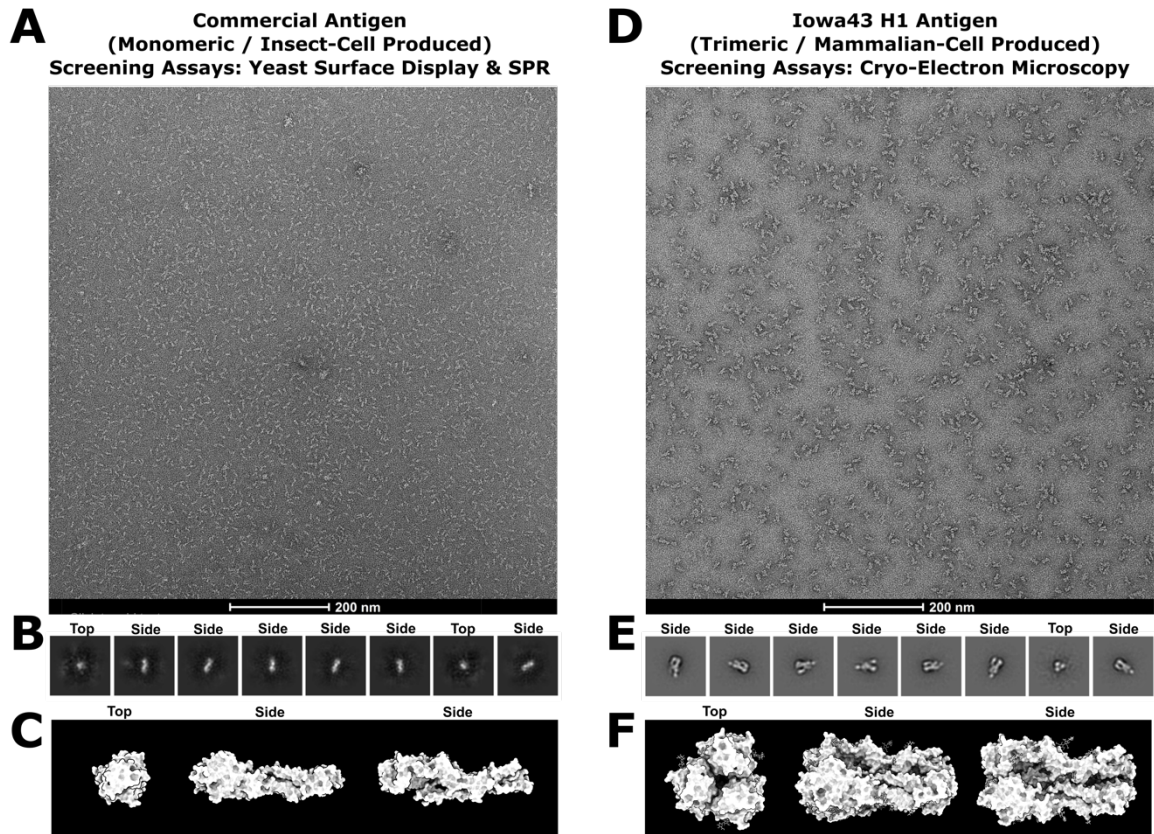 A
Commercial Antigen
(Monomeric / Insect-Cell Produced)
Screening Assays: Yeast Surface Display & SPR
200 nm
B
Top Side Side Side Side Side Top Side
C
Top Side Side
D
Iowa43 H1 Antigen
(Trimeric / Mammalian-Cell Produced)
Screening Assays: Cryo-Electron Microscopy
200 nm
E
Side Side Side Side Side Side Top Side
F
Top Side Side